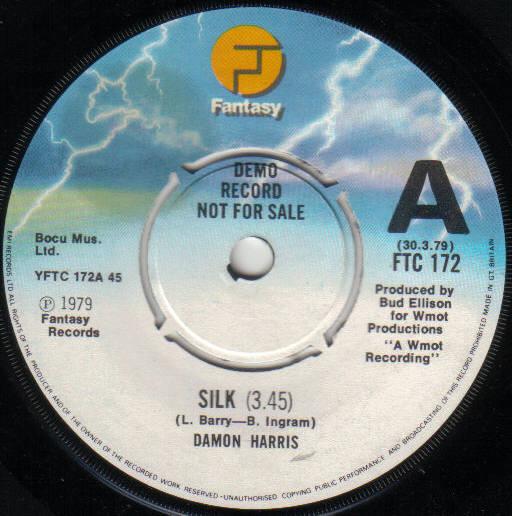 Fantasy
DEMO
RECORD
NOT FOR SALE
A
(30.3.79)
FTC 172
Bocu Mus.
Ltd.
YFTC 172A 45
℗ 1979
Fantasy
Records
Produced by
Bud Ellison
for Wmot
Productions
"A Wmot
Recording"
SILK (3.45)
(L. Barry—B. Ingram)
DAMON HARRIS
EMI RECORDS LTD ALL RIGHTS OF THE PRODUCER AND OF THE OWNER OF THE RECORDED WORK RESERVED-UNAUTHORISED COPYING PUBLIC PERFORMANCE AND BROADCASTING OF THIS RECORD PROHIBITED MADE IN GT. BRITAIN